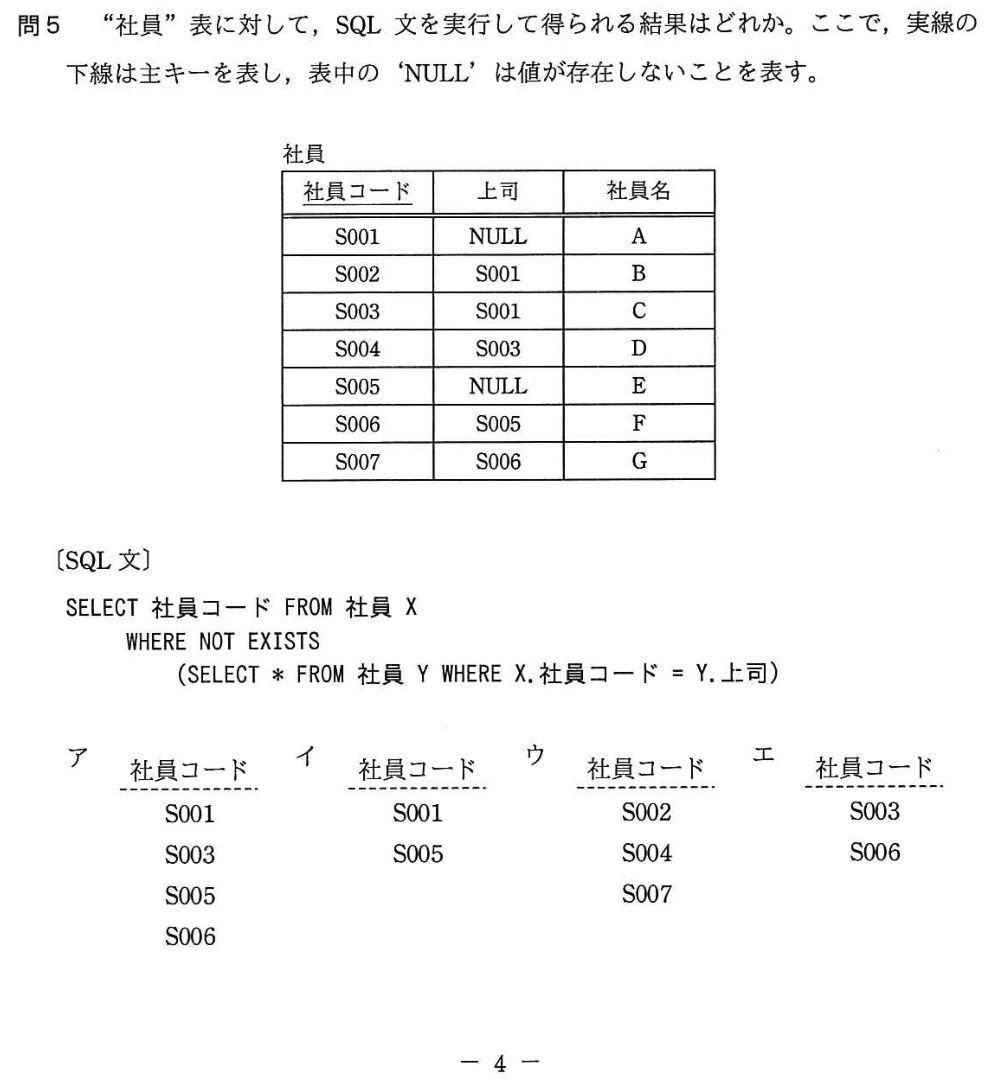 問5 “社員”表に対して，SQL 文を実行して得られる結果はどれか。ここで，実線の
下線は主キーを表し，表中の‘NULL’は値が存在しないことを表す。
社員
社員コード 上司 社員名
S001 NULL A
S002 S001 B
S003 S001 C
S004 S003 D
S005 NULL E
S006 S005 F
S007 S006 G
〔SQL 文〕
SELECT 社員コード FROM 社員 X
WHERE NOT EXISTS
(SELECT * FROM 社員 Y WHERE X.社員コード = Y.上司)
ア 社員コード
S001
S003
S005
S006
イ 社員コード
S001
S005
ウ 社員コード
S002
S004
S007
エ 社員コード
S003
S006
－ 4 －